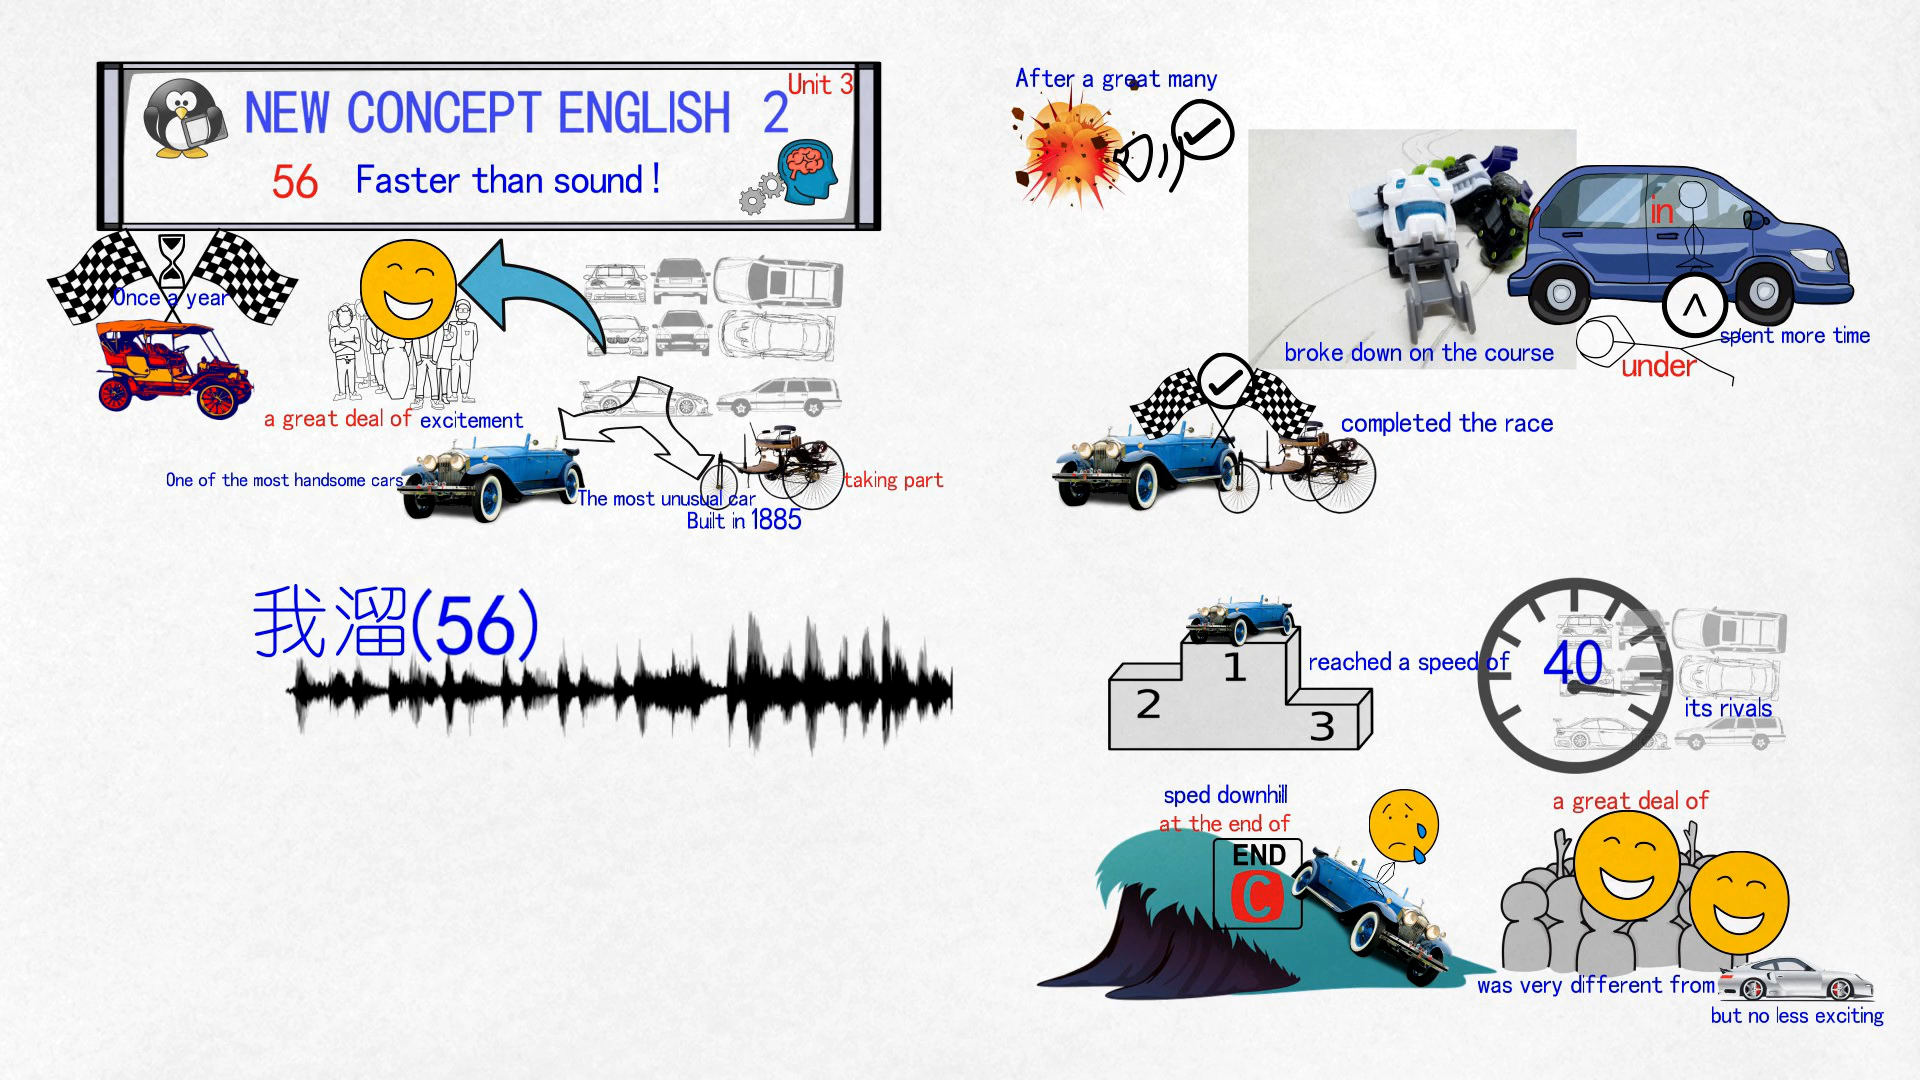 Unit 3
NEW CONCEPT ENGLISH 2
56 Faster than sound!
Once a year
a great deal of excitement
One of the most handsome cars
The most unusual car
Built in 1885
taking part
After a great many
in
broke down on the course
spent more time
under
completed the race
我溜(56)
1
2
3
reached a speed of
40
its rivals
sped downhill
at the end of
END
C
a great deal of
was very different from
but no less exciting